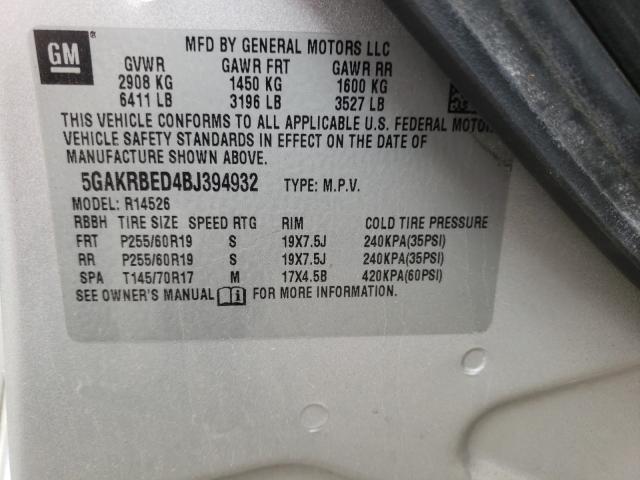 GM
MFD BY GENERAL MOTORS LLC
GVWR GAWR FRT GAWR RR
2908 KG 1450 KG 1600 KG
6411 LB 3196 LB 3527 LB
THIS VEHICLE CONFORMS TO ALL APPLICABLE U.S. FEDERAL MOTOR
VEHICLE SAFETY STANDARDS IN EFFECT ON THE DATE OF
MANUFACTURE SHOWN ABOVE.
5GAKRBED4BJ394932 TYPE: M.P.V.
MODEL: R14526
RBBH TIRE SIZE SPEED RTG RIM COLD TIRE PRESSURE
FRT P255/60R19 S 19X7.5J 240KPA(35PSI)
RR P255/60R19 S 19X7.5J 240KPA(35PSI)
SPA T145/70R17 M 17X4.5B 420KPA(60PSI)
SEE OWNER'S MANUAL i FOR MORE INFORMATION.